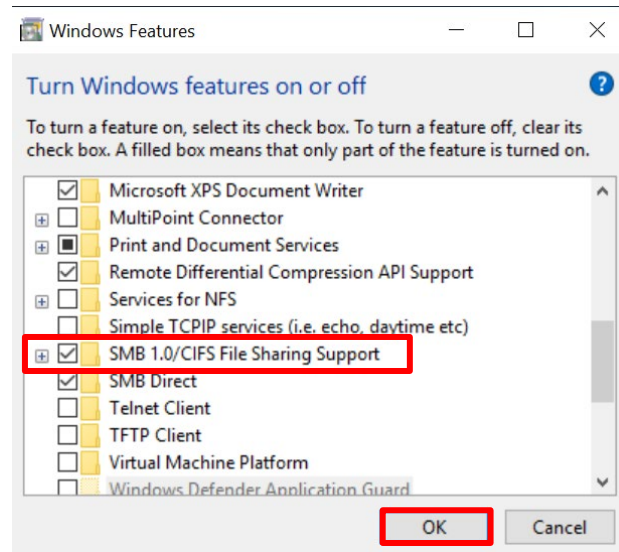 Windows Features
Turn Windows features on or off
?
To turn a feature on, select its check box. To turn a feature off, clear its
check box. A filled box means that only part of the feature is turned on.
Microsoft XPS Document Writer
MultiPoint Connector
Print and Document Services
Remote Differential Compression API Support
Services for NFS
Simple TCPIP services (i.e. echo, daytime etc)
SMB 1.0/CIFS File Sharing Support
SMB Direct
Telnet Client
TFTP Client
Virtual Machine Platform
Windows Defender Application Guard
OK Cancel